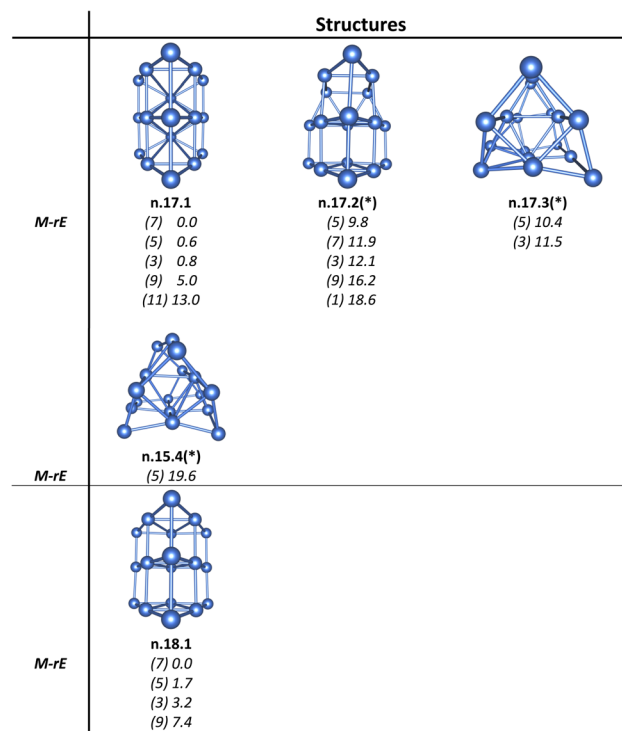 Structures
n.17.1 n.17.2(*) n.17.3(*)
M-rE (7) 0.0 (5) 9.8 (5) 10.4
(5) 0.6 (7) 11.9 (3) 11.5
(3) 0.8 (3) 12.1
(9) 5.0 (9) 16.2
(11) 13.0 (1) 18.6
n.15.4(*)
M-rE (5) 19.6
n.18.1
M-rE (7) 0.0
(5) 1.7
(3) 3.2
(9) 7.4